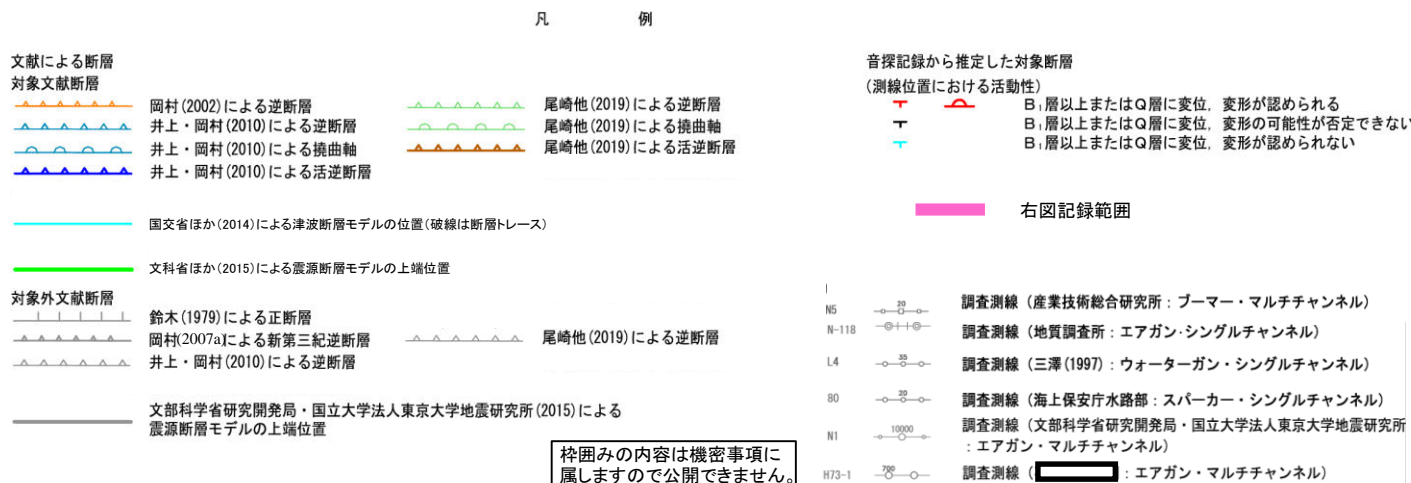 凡 例
文献による断層
対象文献断層
岡村(2002)による逆断層
井上・岡村(2010)による逆断層
井上・岡村(2010)による撓曲軸
井上・岡村(2010)による活逆断層
尾崎他(2019)による逆断層
尾崎他(2019)による撓曲軸
尾崎他(2019)による活逆断層
国交省ほか(2014)による津波断層モデルの位置(破線は断層トレース)
文科省ほか(2015)による震源断層モデルの上端位置
対象外文献断層
鈴木(1979)による正断層
岡村(2007a)による新第三紀逆断層
井上・岡村(2010)による逆断層
尾崎他(2019)による逆断層
文部科学省研究開発局・国立大学法人東京大学地震研究所(2015)による
震源断層モデルの上端位置
枠囲みの内容は機密事項に
属しますので公開できません。
音探記録から推定した対象断層
(測線位置における活動性)
B₁層以上またはQ層に変位,変形が認められる
B₁層以上またはQ層に変位,変形の可能性が否定できない
B₁層以上またはQ層に変位,変形が認められない
右図記録範囲
N5 20 調査測線(産業技術総合研究所:ブーマー・マルチチャンネル)
N-118 調査測線(地質調査所:エアガン・シングルチャンネル)
L4 35 調査測線(三澤(1997):ウォーターガン・シングルチャンネル)
80 20 調査測線(海上保安庁水路部:スパーカー・シングルチャンネル)
N1 10000 調査測線(文部科学省研究開発局・国立大学法人東京大学地震研究所
:エアガン・マルチチャンネル)
H73-1 700 調査測線( :エアガン・マルチチャンネル)